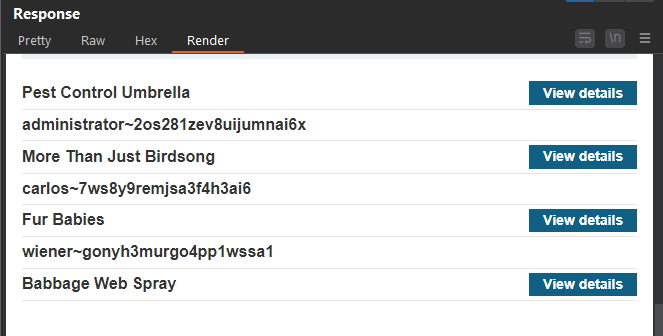 Response
Pretty Raw Hex Render \n
Pest Control Umbrella View details
administrator~2os281zev8uijumnai6x
More Than Just Birdsong View details
carlos~7ws8y9remjsa3f4h3ai6
Fur Babies View details
wiener~gonyh3murgo4pp1wssa1
Babbage Web Spray View details